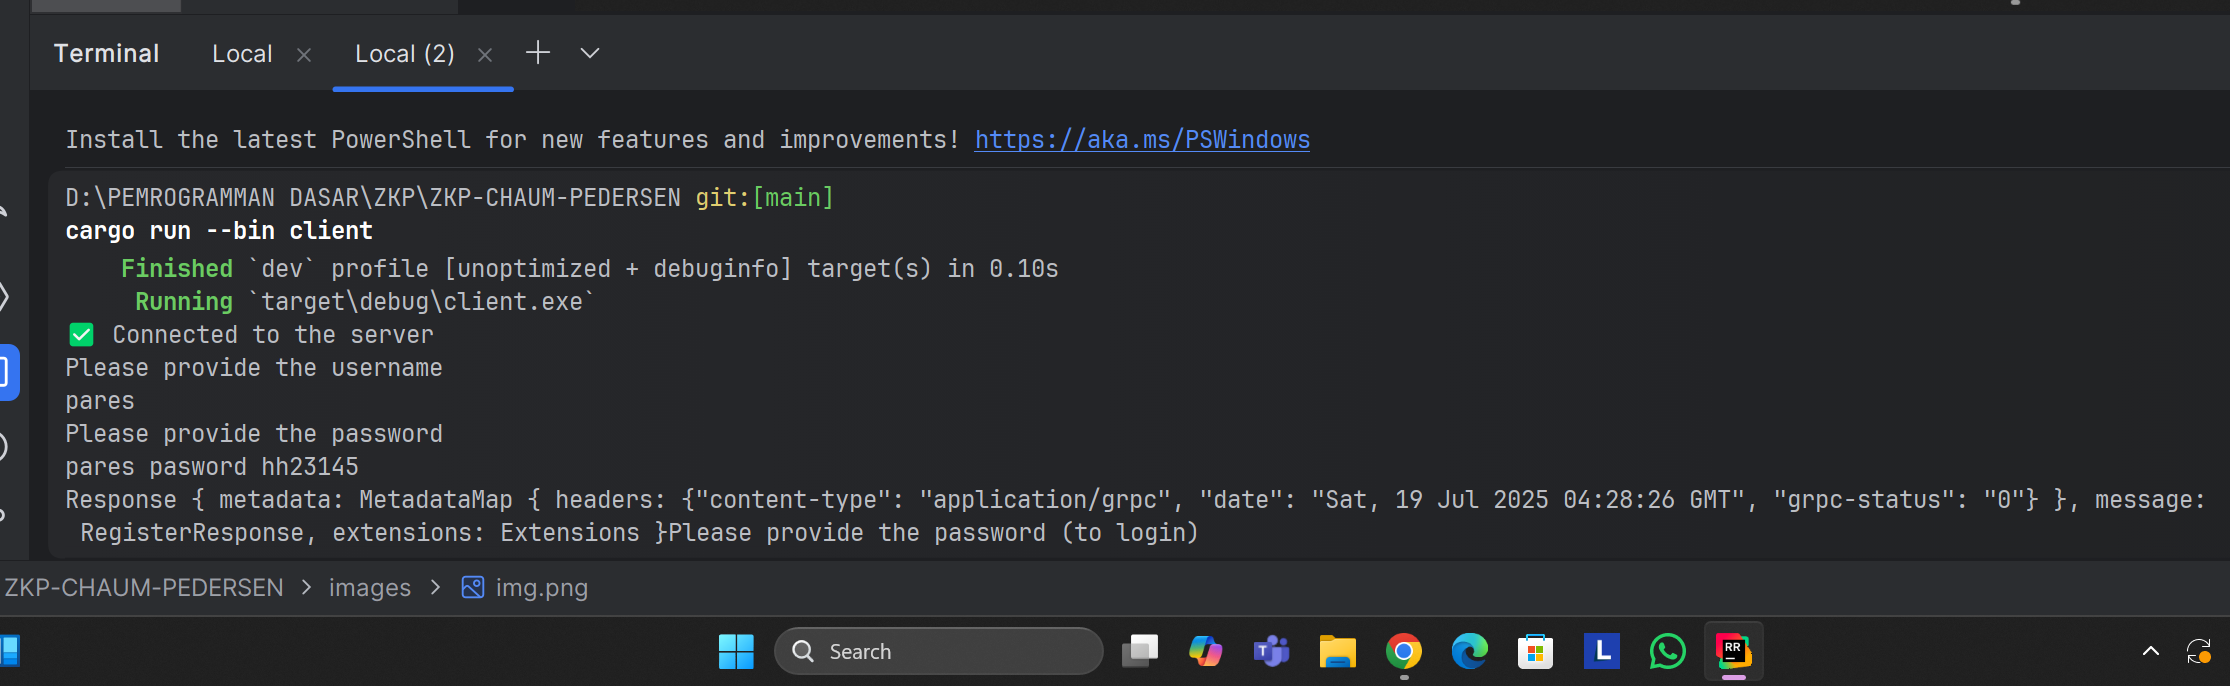 Terminal Local Local (2)
Install the latest PowerShell for new features and improvements! https://aka.ms/PSWindows
D:\PEMROGRAMMAN DASAR\ZKP\ZKP-CHAUM-PEDERSEN git:[main]
cargo run --bin client
Finished `dev` profile [unoptimized + debuginfo] target(s) in 0.10s
Running `target\debug\client.exe`
✅ Connected to the server
Please provide the username
pares
Please provide the password
pares pasword hh23145
Response { metadata: MetadataMap { headers: {"content-type": "application/grpc", "date": "Sat, 19 Jul 2025 04:28:26 GMT", "grpc-status": "0"} }, message:
RegisterResponse, extensions: Extensions }Please provide the password (to login)
ZKP-CHAUM-PEDERSEN > images > img.png
Search T L RR